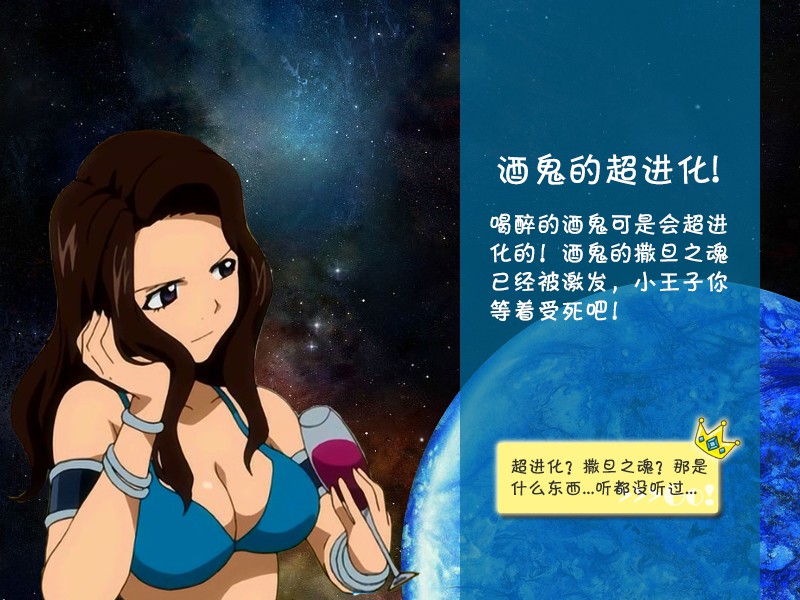 酒鬼的超进化!
喝醉的酒鬼可是会超进
化的！酒鬼的撒旦之魂
已经被激发，小王子你
等着受死吧！
超进化？撒旦之魂？那是
什么东西...听都没听过...